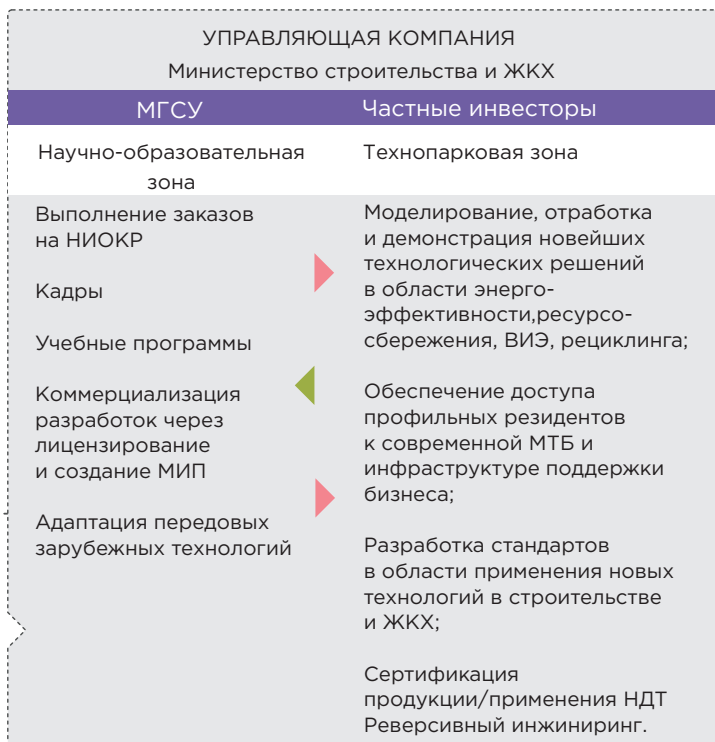 УПРАВЛЯЮЩАЯ КОМПАНИЯ
Министерство строительства и ЖКХ
МГСУ
Частные инвесторы
Научно-образовательная
зона
Технопарковая зона
Выполнение заказов
на НИОКР
Кадры
Учебные программы
Коммерциализация
разработок через
лицензирование
и создание МИП
Адаптация передовых
зарубежных технологий
Моделирование, отработка
и демонстрация новейших
технологических решений
в области энерго-
эффективности,ресурсо-
сбережения, ВИЭ, рециклинга;
Обеспечение доступа
профильных резидентов
к современной МТБ и
инфраструктуре поддержки
бизнеса;
Разработка стандартов
в области применения новых
технологий в строительстве
и ЖКХ;
Сертификация
продукции/применения НДТ
Реверсивный инжиниринг.